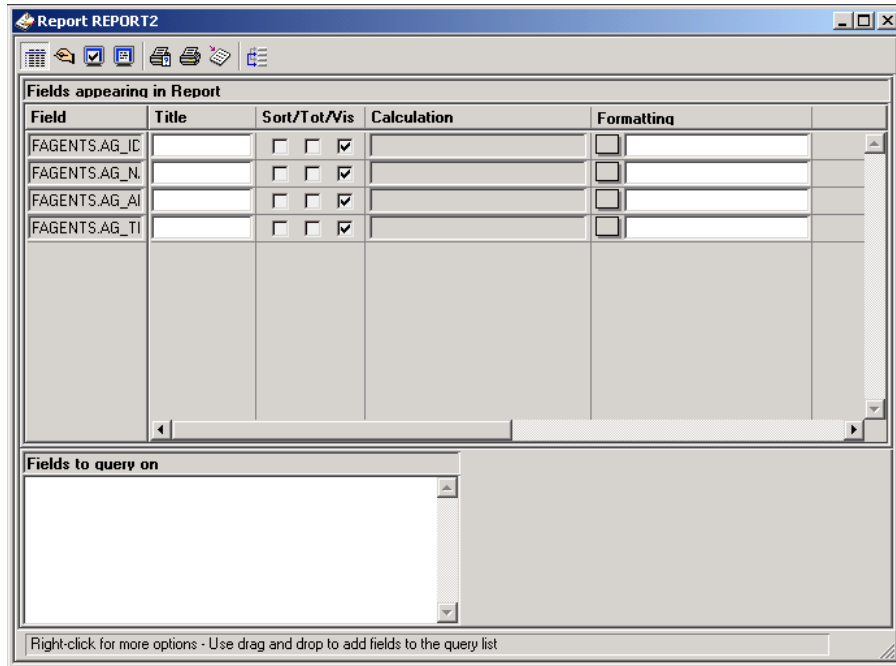 Report REPORT2
Fields appearing in Report
Field Title Sort/Tot/Vis Calculation Formatting
FAGENTS.AG_ID
FAGENTS.AG_N
FAGENTS.AG_AI
FAGENTS.AG_TI
Fields to query on
Right-click for more options - Use drag and drop to add fields to the query list